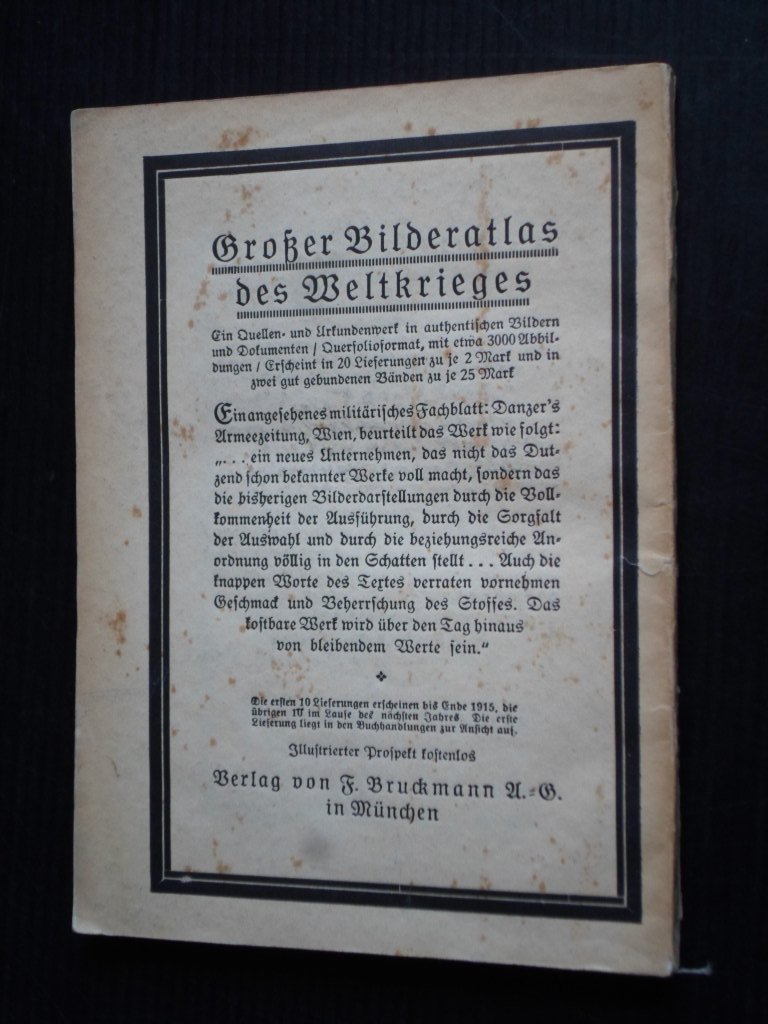 Großer Bilderatlas
des Weltkrieges
Ein Quellen- und Urkundenwerk in authentischen Bildern
und Dokumenten / Querfolioformat, mit etwa 3000 Abbil-
dungen / Erscheint in 20 Lieferungen zu je 2 Mark und in
zwei gut gebundenen Bänden zu je 25 Mark
Ein angesehenes militärisches Fachblatt: Danzer's
Armeezeitung, Wien, beurteilt das Werk wie folgt:
„... ein neues Unternehmen, das nicht das Dut-
zend schon bekannter Werke voll macht, sondern das
die bisherigen Bilderdarstellungen durch die Voll-
kommenheit der Ausführung, durch die Sorgfalt
der Auswahl und durch die beziehungsreiche An-
ordnung völlig in den Schatten stellt ... Auch die
knappen Worte des Textes verraten vornehmen
Geschmack und Beherrschung des Stoffes. Das
kostbare Werk wird über den Tag hinaus
von bleibendem Werte sein."
Die ersten 10 Lieferungen erscheinen bis Ende 1915, die
übrigen 10 im Laufe des nächsten Jahres. Die erste
Lieferung liegt in den Buchhandlungen zur Ansicht auf.
Illustrierter Prospekt kostenlos
Verlag von F. Bruckmann A.-G.
in München